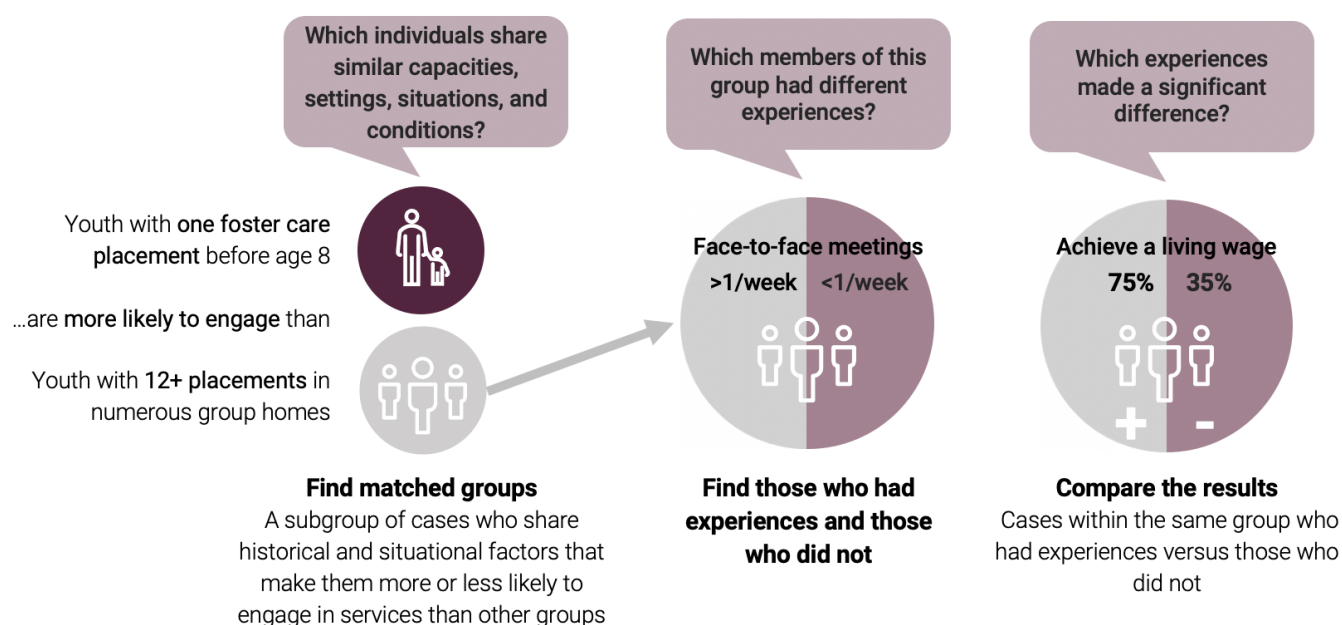 Which individuals share
similar capacities,
settings, situations, and
conditions?
Which members of this
group had different
experiences?
Which experiences
made a significant
difference?
Youth with one foster care
placement before age 8
...are more likely to engage than
Youth with 12+ placements in
numerous group homes
Face-to-face meetings
>1/week <1/week
Achieve a living wage
75% 35%
+ -
Find matched groups
A subgroup of cases who share
historical and situational factors that
make them more or less likely to
engage in services than other groups
Find those who had
experiences and those
who did not
Compare the results
Cases within the same group who
had experiences versus those who
did not